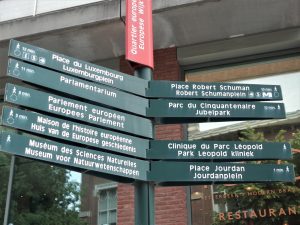 Quartier européen
Europese Wijk
Place du Luxembourg
Luxemburgplein
Parlamentarium
Parlement européen
Europees Parlement
Maison de l'histoire européenne
Huis van de Europese geschiedenis
Muséum des Sciences Naturelles
Museum voor Natuurwetenschappen
Place Robert Schuman
Robert Schumanplein
Parc du Cinquantenaire
Jubelpark
Clinique du Parc Léopold
Park Leopold kliniek
Place Jourdan
Jourdanplein
MODERN
RESTAURAN